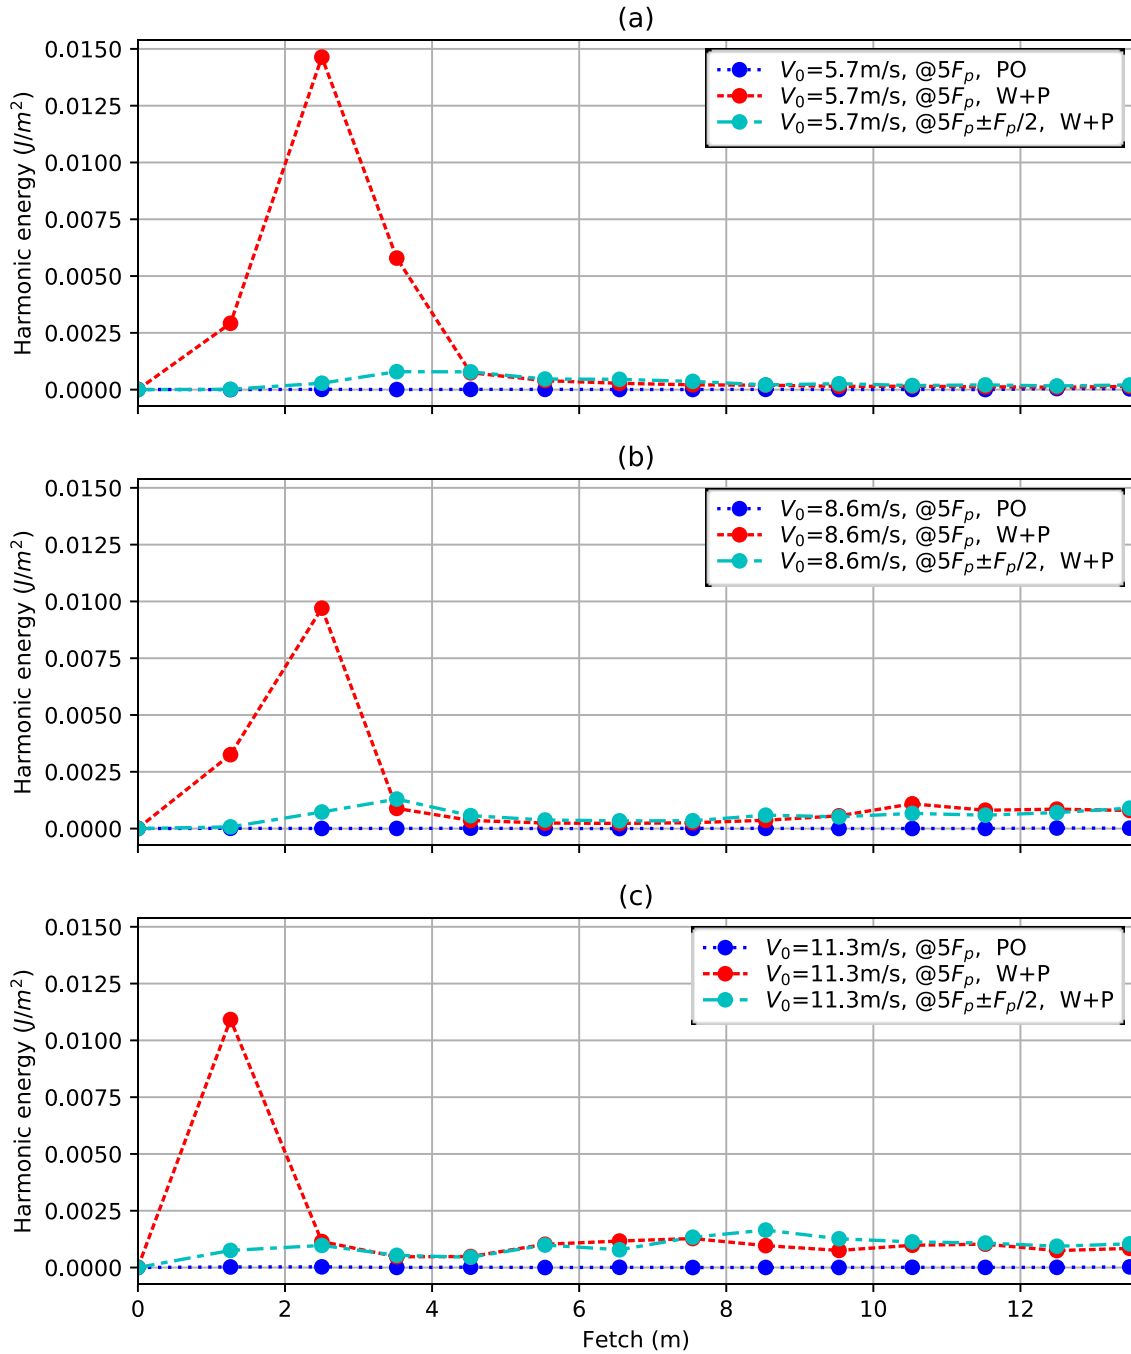 (a)
0.0150
0.0125
0.0100
0.0075
0.0050
0.0025
0.0000
Harmonic energy (J/m²)
V₀=5.7m/s, @5Fₚ, PO
V₀=5.7m/s, @5Fₚ, W+P
V₀=5.7m/s, @5Fₚ±Fₚ/2, W+P
(b)
0.0150
0.0125
0.0100
0.0075
0.0050
0.0025
0.0000
Harmonic energy (J/m²)
V₀=8.6m/s, @5Fₚ, PO
V₀=8.6m/s, @5Fₚ, W+P
V₀=8.6m/s, @5Fₚ±Fₚ/2, W+P
(c)
0.0150
0.0125
0.0100
0.0075
0.0050
0.0025
0.0000
Harmonic energy (J/m²)
V₀=11.3m/s, @5Fₚ, PO
V₀=11.3m/s, @5Fₚ, W+P
V₀=11.3m/s, @5Fₚ±Fₚ/2, W+P
0 2 4 6 8 10 12
Fetch (m)